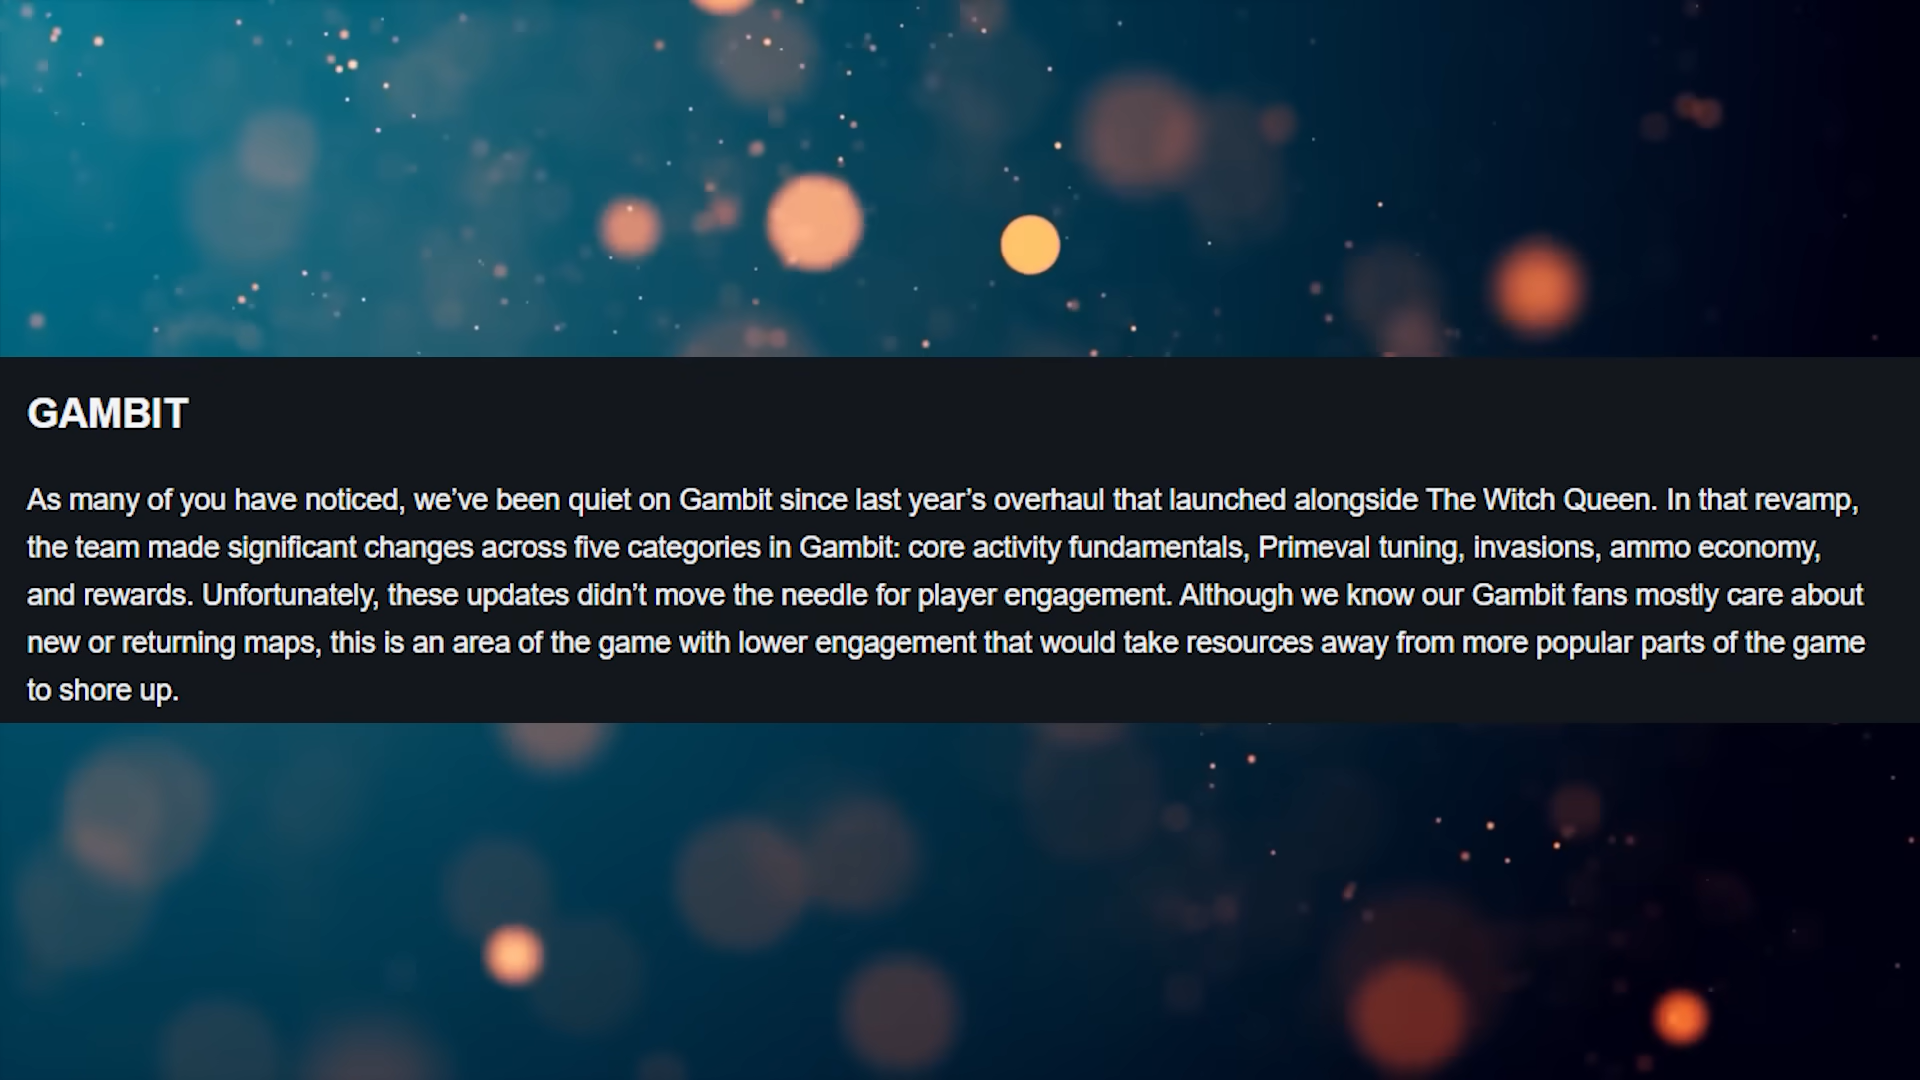 GAMBIT
As many of you have noticed, we’ve been quiet on Gambit since last year’s overhaul that launched alongside The Witch Queen. In that revamp,
the team made significant changes across five categories in Gambit: core activity fundamentals, Primeval tuning, invasions, ammo economy,
and rewards. Unfortunately, these updates didn’t move the needle for player engagement. Although we know our Gambit fans mostly care about
new or returning maps, this is an area of the game with lower engagement that would take resources away from more popular parts of the game
to shore up.